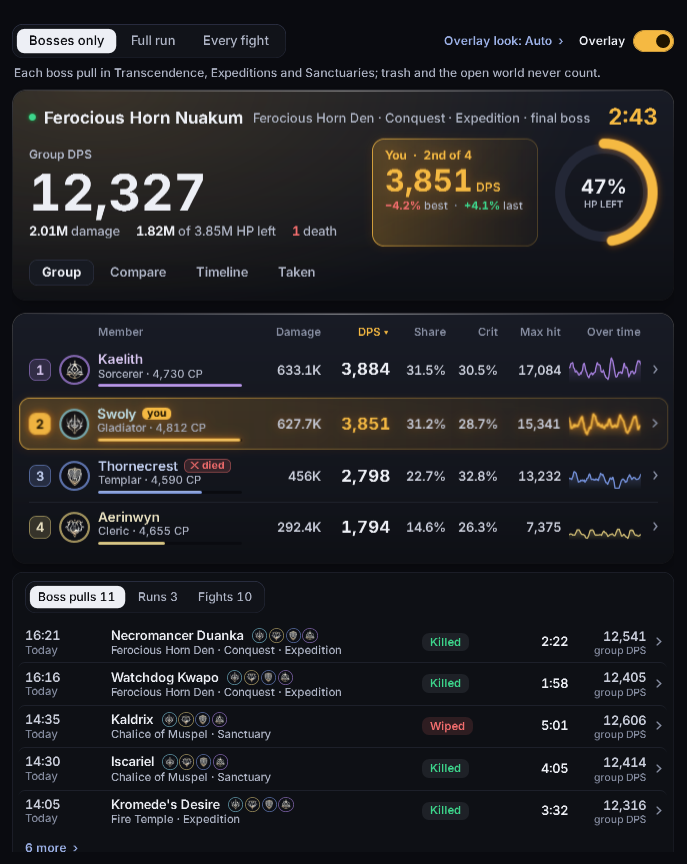 Bosses only Full run Every fight Overlay look: Auto › Overlay
Each boss pull in Transcendence, Expeditions and Sanctuaries; trash and the open world never count.
Ferocious Horn Nuakum Ferocious Horn Den · Conquest · Expedition · final boss 2:43
Group DPS
12,327
2.01M damage 1.82M of 3.85M HP left 1 death
You · 2nd of 4
3,851 DPS
−4.2% best · +4.1% last
47%
HP LEFT
Group Compare Timeline Taken
Member Damage DPS ▾ Share Crit Max hit Over time
1 Kaelith 633.1K 3,884 31.5% 30.5% 17,084 ›
Sorcerer · 4,730 CP
2 Swoly you 627.7K 3,851 31.2% 28.7% 15,341 ›
Gladiator · 4,812 CP
3 Thornecrest died 456K 2,798 22.7% 32.8% 13,232 ›
Templar · 4,590 CP
4 Aerinwyn 292.4K 1,794 14.6% 26.3% 7,375 ›
Cleric · 4,655 CP
Boss pulls 11 Runs 3 Fights 10
16:21 Necromancer Duanka Killed 2:22 12,541 ›
Today Ferocious Horn Den · Conquest · Expedition group DPS
16:16 Watchdog Kwapo Killed 1:58 12,405 ›
Today Ferocious Horn Den · Conquest · Expedition group DPS
14:35 Kaldrix Wiped 5:01 12,606 ›
Today Chalice of Muspel · Sanctuary group DPS
14:30 Iscariel Killed 4:05 12,414 ›
Today Chalice of Muspel · Sanctuary group DPS
14:05 Kromede's Desire Killed 3:32 12,316 ›
Today Fire Temple · Expedition group DPS
6 more ›